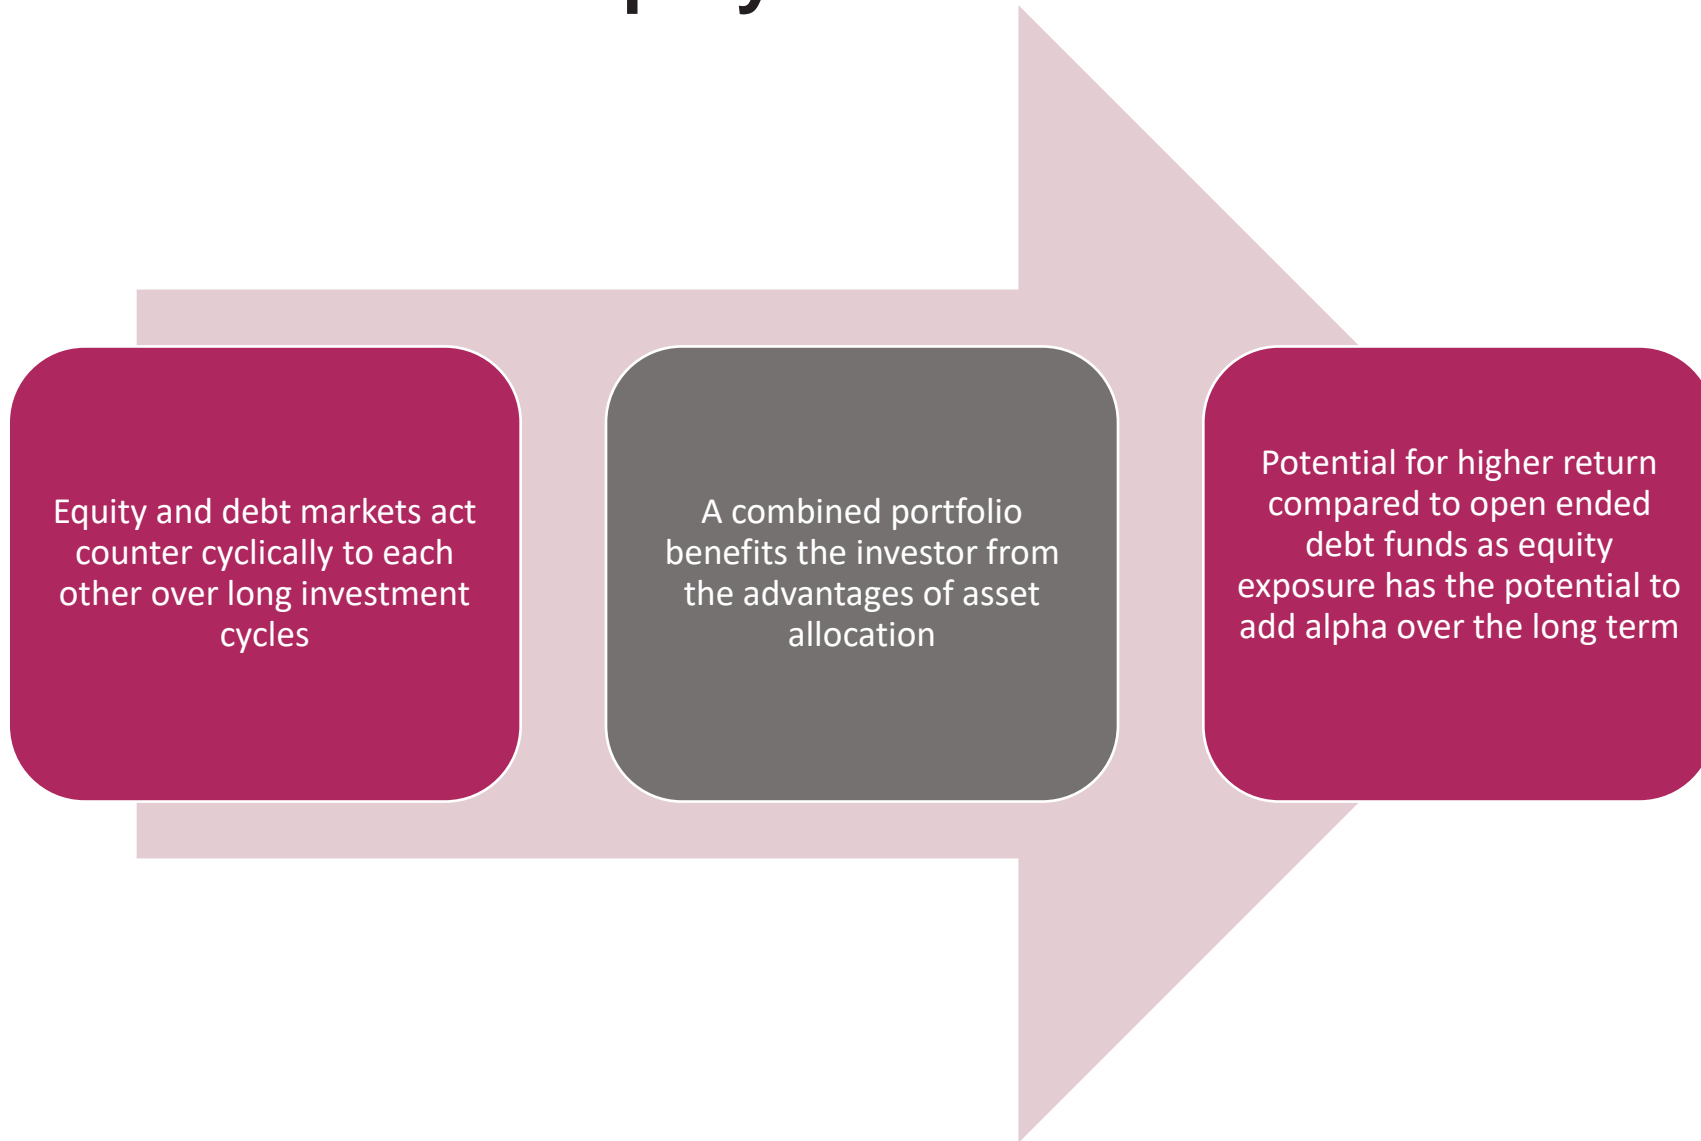 Equity and debt markets act
counter cyclically to each
other over long investment
cycles
A combined portfolio
benefits the investor from
the advantages of asset
allocation
Potential for higher return
compared to open ended
debt funds as equity
exposure has the potential to
add alpha over the long term